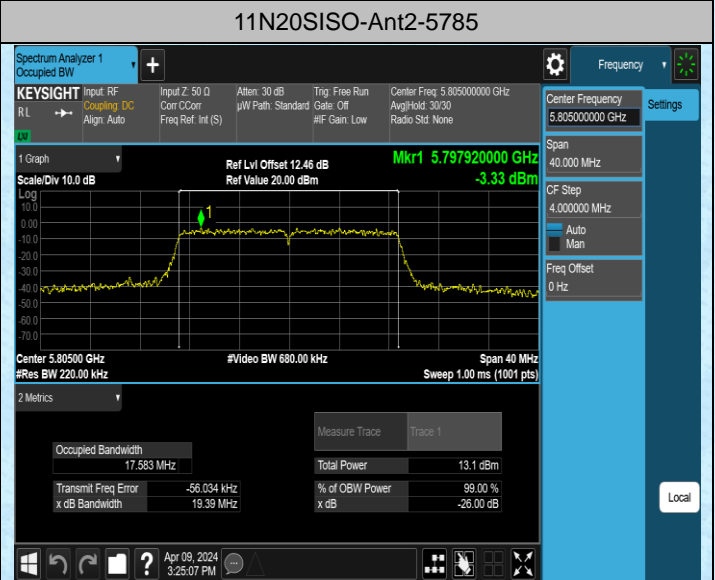 11N20SISO-Ant2-5785
Spectrum Analyzer 1
Occupied BW
Frequency
KEYSIGHT
Input: RF
Input Z: 50 Ω
Atten: 30 dB
Trig: Free Run
Center Freq: 5.805000000 GHz
RL
Coupling: DC
Corr CCorr
µW Path: Standard
Gate: Off
Avg|Hold: 30/30
Align: Auto
Freq Ref: Int (S)
#IF Gain: Low
Radio Std: None
Center Frequency
5.805000000 GHz
Settings
Span
40.000 MHz
CF Step
4.000000 MHz
Auto
Man
Freq Offset
0 Hz
1 Graph
Ref Lvl Offset 12.46 dB
Mkr1 5.797920000 GHz
Scale/Div 10.0 dB
Ref Value 20.00 dBm
-3.33 dBm
Log
10.0
0.00
-10.0
-20.0
-30.0
-40.0
-50.0
-60.0
-70.0
1
Center 5.80500 GHz
#Video BW 680.00 kHz
Span 40 MHz
#Res BW 220.00 kHz
Sweep 1.00 ms (1001 pts)
2 Metrics
Measure Trace
Trace 1
Occupied Bandwidth
17.583 MHz
Total Power
13.1 dBm
Transmit Freq Error
-56.034 kHz
% of OBW Power
99.00 %
x dB Bandwidth
19.39 MHz
x dB
-26.00 dB
Local
Apr 09, 2024
3:25:07 PM